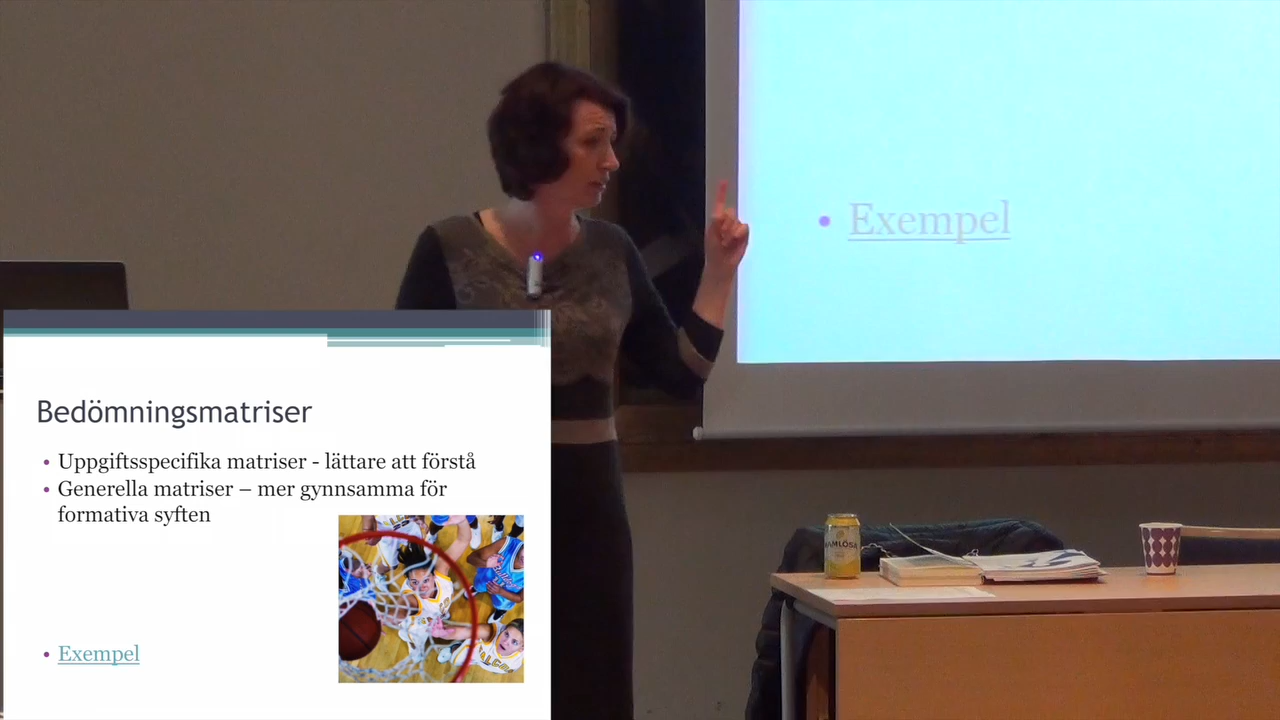 • Exempel
Bedömningsmatriser
• Uppgiftsspecifika matriser - lättare att förstå
• Generella matriser – mer gynnsamma för
formativa syften
• Exempel